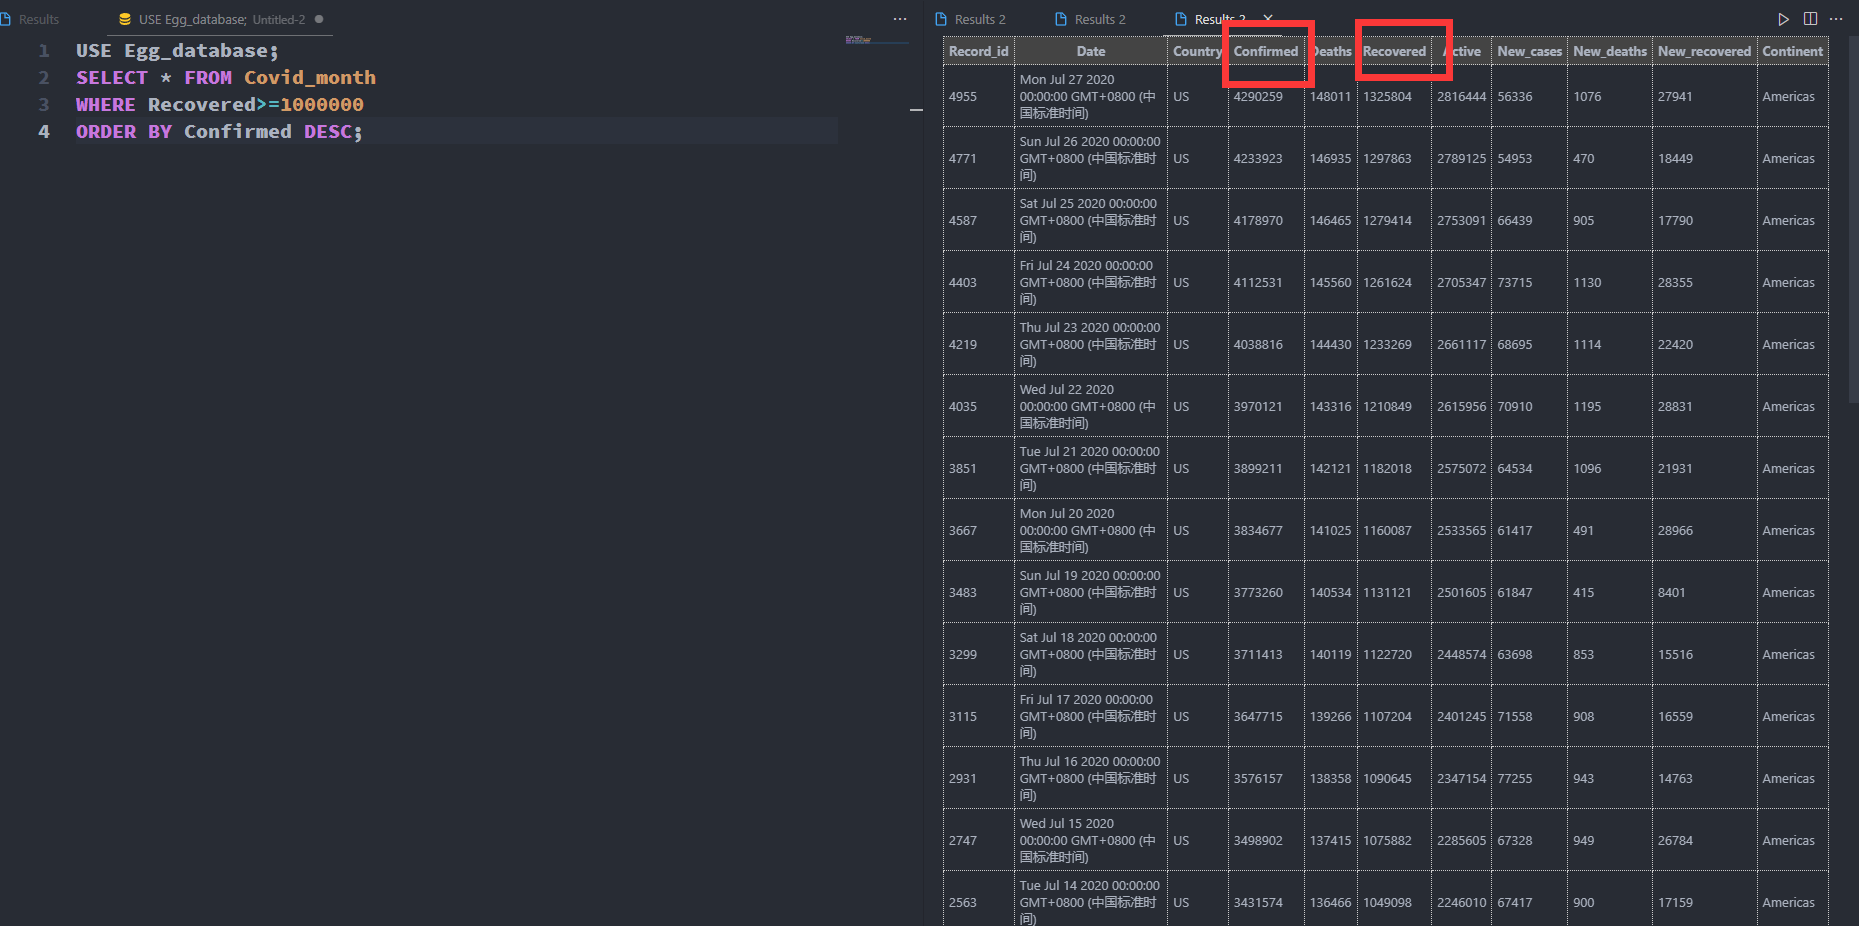 Results
USE Egg_database; Untitled-2
1 USE Egg_database;
2 SELECT * FROM Covid_month
3 WHERE Recovered>=1000000
4 ORDER BY Confirmed DESC;
Results 2 Results 2 Results 2
Record_id Date Country Confirmed Deaths Recovered Active New_cases New_deaths New_recovered Continent
4955 Mon Jul 27 2020 00:00:00 GMT+0800 (中国标准时间) US 4290259 148011 1325804 2816444 56336 1076 27941 Americas
4771 Sun Jul 26 2020 00:00:00 GMT+0800 (中国标准时间) US 4233923 146935 1297863 2789125 54953 470 18449 Americas
4587 Sat Jul 25 2020 00:00:00 GMT+0800 (中国标准时间) US 4178970 146465 1279414 2753091 66439 905 17790 Americas
4403 Fri Jul 24 2020 00:00:00 GMT+0800 (中国标准时间) US 4112531 145560 1261624 2705347 73715 1130 28355 Americas
4219 Thu Jul 23 2020 00:00:00 GMT+0800 (中国标准时间) US 4038816 144430 1233269 2661117 68695 1114 22420 Americas
4035 Wed Jul 22 2020 00:00:00 GMT+0800 (中国标准时间) US 3970121 143316 1210849 2615956 70910 1195 28831 Americas
3851 Tue Jul 21 2020 00:00:00 GMT+0800 (中国标准时间) US 3899211 142121 1182018 2575072 64534 1096 21931 Americas
3667 Mon Jul 20 2020 00:00:00 GMT+0800 (中国标准时间) US 3834677 141025 1160087 2533565 61417 491 28966 Americas
3483 Sun Jul 19 2020 00:00:00 GMT+0800 (中国标准时间) US 3773260 140534 1131121 2501605 61847 415 8401 Americas
3299 Sat Jul 18 2020 00:00:00 GMT+0800 (中国标准时间) US 3711413 140119 1122720 2448574 63698 853 15516 Americas
3115 Fri Jul 17 2020 00:00:00 GMT+0800 (中国标准时间) US 3647715 139266 1107204 2401245 71558 908 16559 Americas
2931 Thu Jul 16 2020 00:00:00 GMT+0800 (中国标准时间) US 3576157 138358 1090645 2347154 77255 943 14763 Americas
2747 Wed Jul 15 2020 00:00:00 GMT+0800 (中国标准时间) US 3498902 137415 1075882 2285605 67328 949 26784 Americas
2563 Tue Jul 14 2020 00:00:00 GMT+0800 (中国标准时间) US 3431574 136466 1049098 2246010 67417 900 17159 Americas